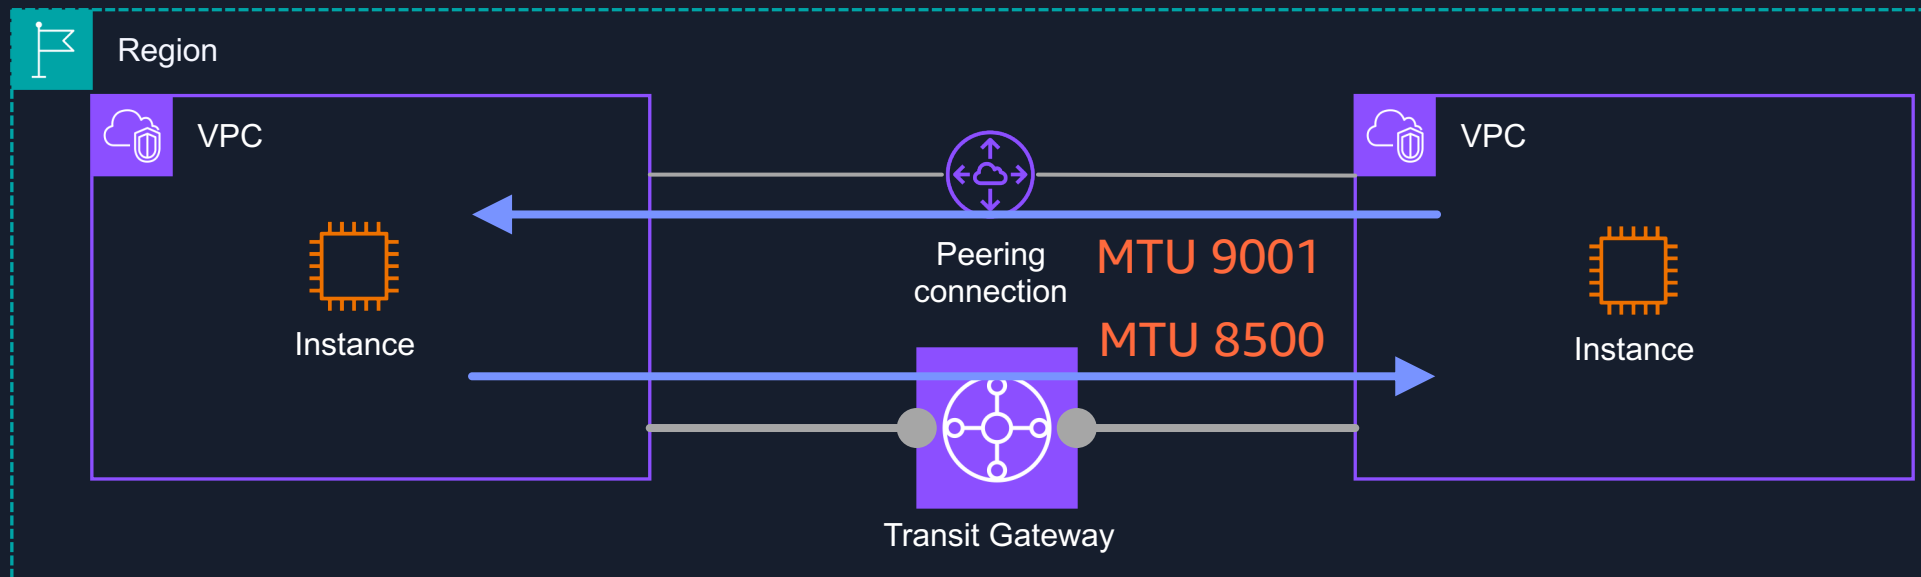 Region
VPC
VPC
Peering
connection
MTU 9001
MTU 8500
Instance
Instance
Transit Gateway